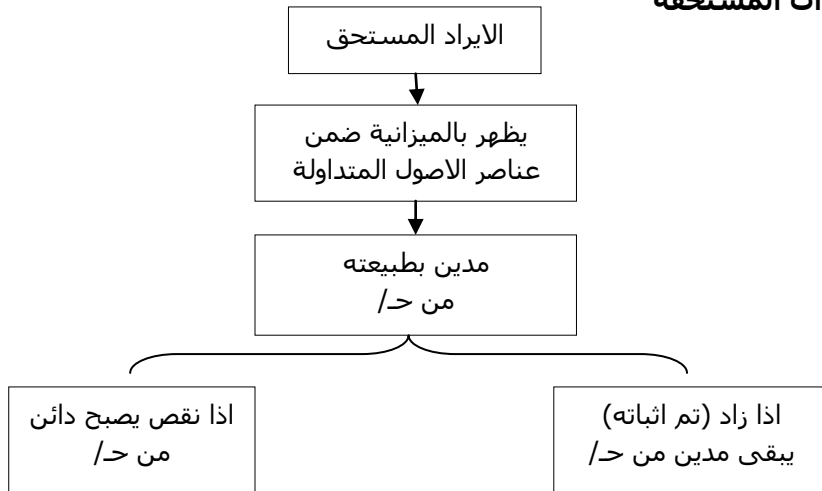 المستحقة
الايراد المستحق
يظهر بالميزانية ضمن
عناصر الاصول المتداولة
مدين بطبيعته
من حـ/
اذا زاد (تم اثباته)
يبقى مدين من حـ/
اذا نقص يصبح دائن
من حـ/